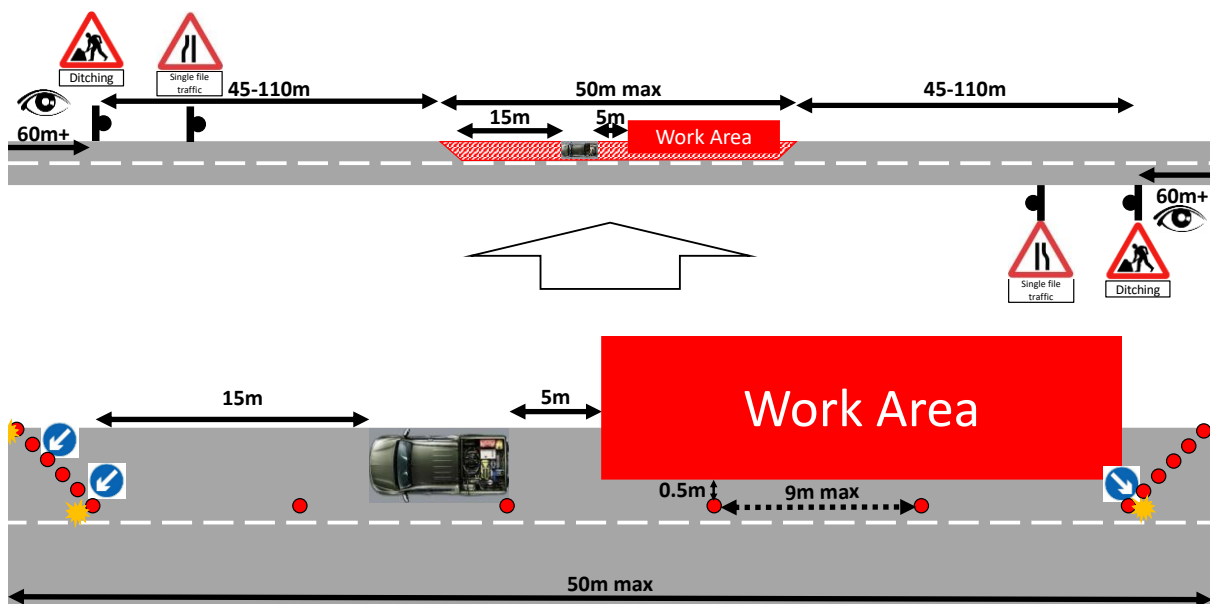 Ditching
Single file
traffic
45-110m
50m max
45-110m
60m+
15m
5m
Work Area
60m+
Single file
traffic
Ditching
15m
5m
Work Area
0.5m
9m max
50m max